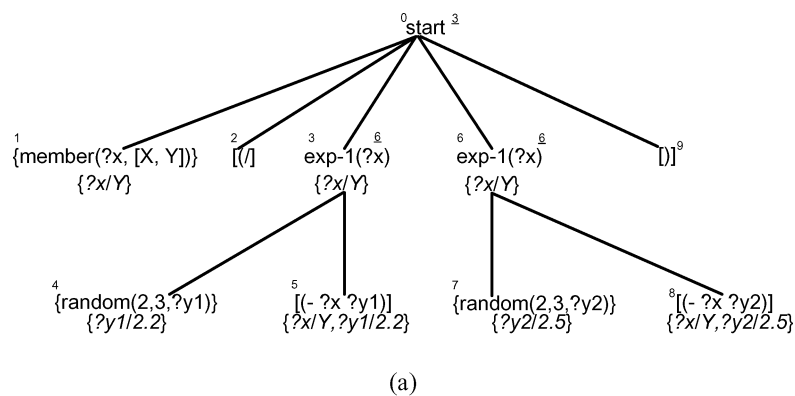 0 start 3
1 {member(?x, [X, Y])} 2 [(/] 3 exp-1(?x) 6 6 exp-1(?x) 6 [)] 9
{?x/Y} {?x/Y} {?x/Y}
4 {random(2,3,?y1)} 5 [(- ?x ?y1)] 7 {random(2,3,?y2)} 8 [(- ?x ?y2)]
{?y1/2.2} {?x/Y,?y1/2.2} {?y2/2.5} {?x/Y,?y2/2.5}
(a)